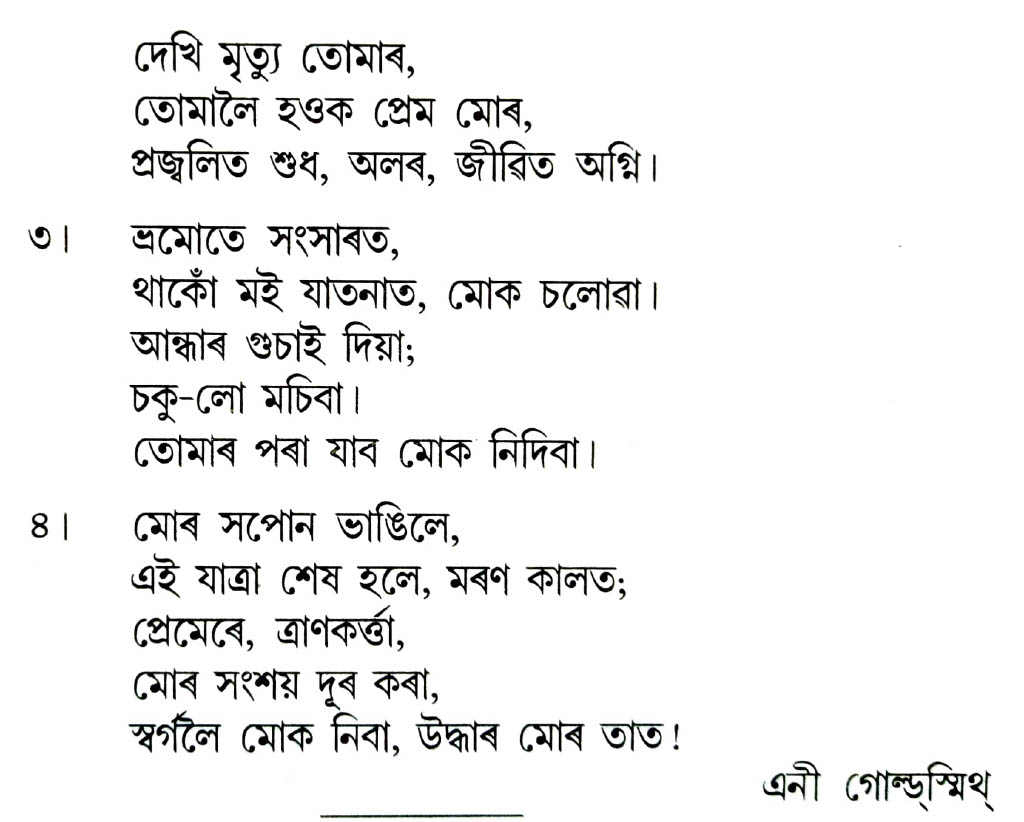 দেখি মৃত্যু তোমাৰ,
তোমালৈ হওক প্ৰেম মোৰ,
প্ৰজ্বলিত শুধ, অলৰ, জীৱিত অগ্নি।
৩। ভ্ৰমোতে সংসাৰত,
থাকোঁ মই যাতনাত, মোক চলোৱা।
আন্ধাৰ গুচাই দিয়া;
চকু-লো মচিবা।
তোমাৰ পৰা যাব মোক নিদিবা।
৪। মোৰ সপোন ভাঙিলে,
এই যাত্ৰা শেষ হলে, মৰণ কালত;
প্ৰেমেৰে, ত্ৰাণকৰ্ত্তা,
মোৰ সংশয় দূৰ কৰা,
স্বৰ্গলৈ মোক নিবা, উদ্ধাৰ মোৰ তাত!
এনী গোল্ড্‌স্মিথ্